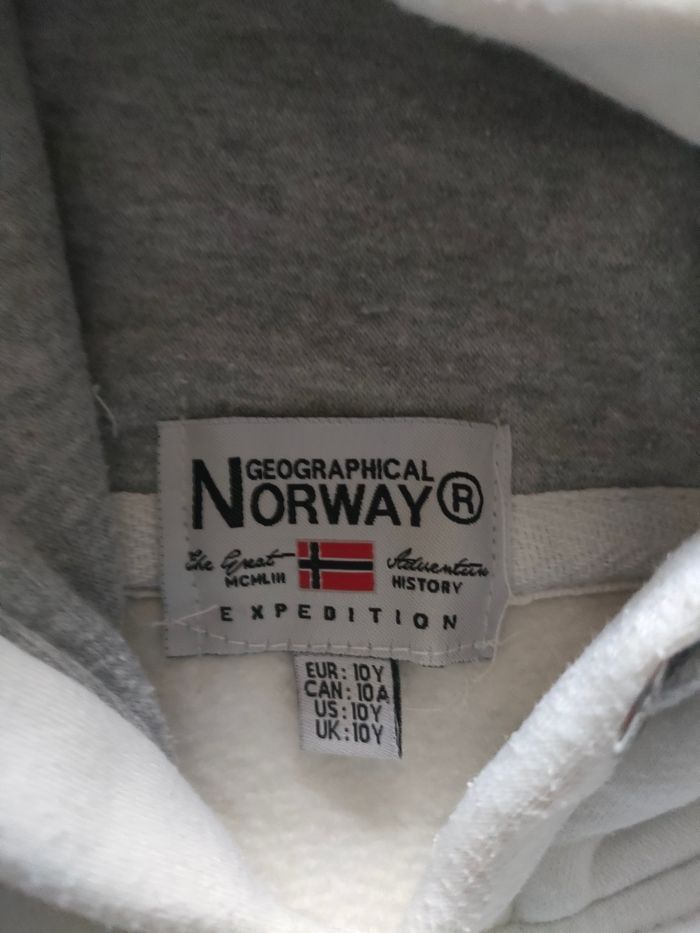 GEOGRAPHICAL
NORWAY®
The Great Adventure
MCMLIII HISTORY
EXPEDITION
EUR: 10Y
CAN: 10A
US: 10Y
UK: 10Y